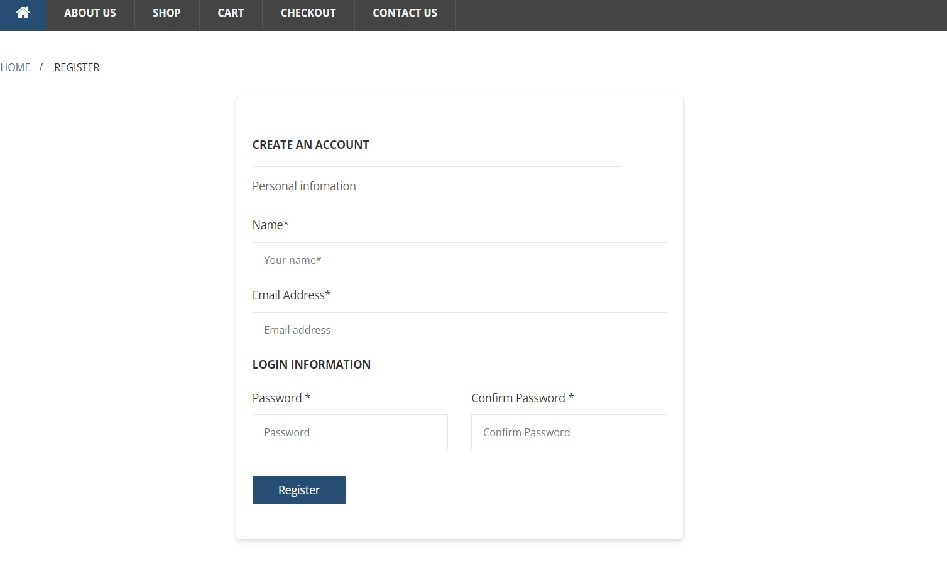 ABOUT US SHOP CART CHECKOUT CONTACT US
HOME / REGISTER
CREATE AN ACCOUNT
Personal infomation
Name*
Your name*
Email Address*
Email address
LOGIN INFORMATION
Password * Confirm Password *
Password Confirm Password
Register